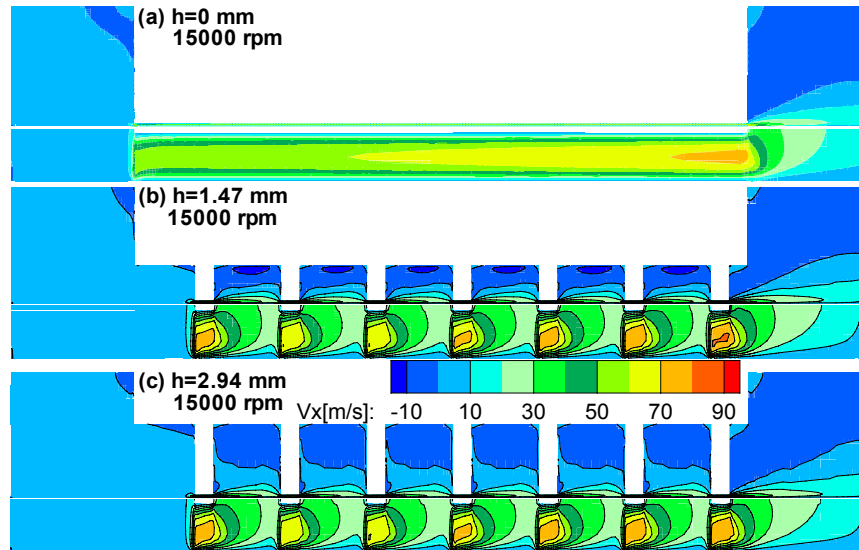 (a) h=0 mm
15000 rpm
(b) h=1.47 mm
15000 rpm
(c) h=2.94 mm
15000 rpm
Vx[m/s]: -10 10 30 50 70 90